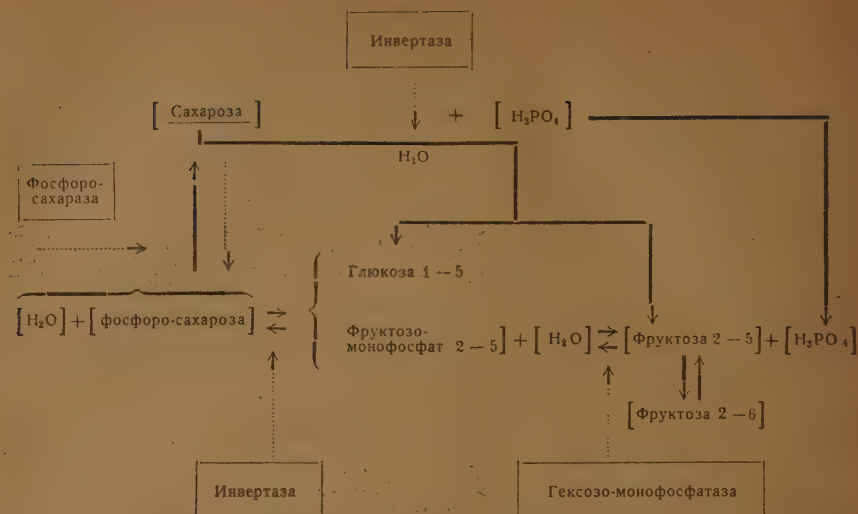 Инвертаза
[ Сахароза ] + [ H₃PO₄ ]
H₂O
Фосфоро-
сахараза
Глюкоза 1 – 5
[H₂O] + [фосфоро-сахароза]
Фруктозо-
монофосфат 2 – 5] + [H₂O] ⇄ [Фруктоза 2 – 5] + [H₃PO₄]
[Фруктоза 2 – 6]
Инвертаза
Гексозо-монофосфатаза